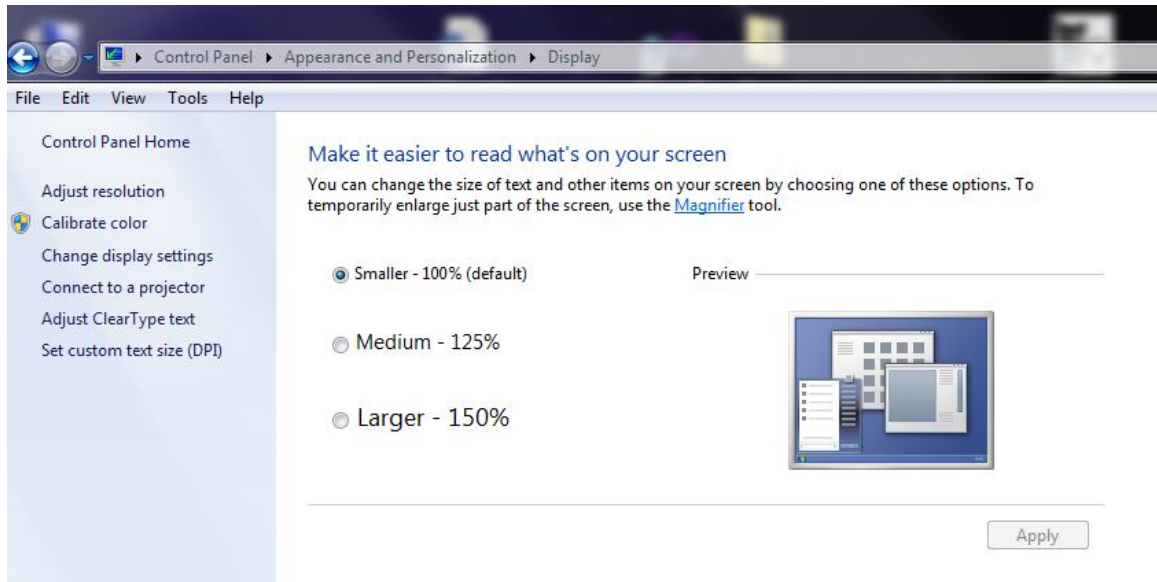 Control Panel Appearance and Personalization Display
File Edit View Tools Help
Control Panel Home
Adjust resolution
Calibrate color
Change display settings
Connect to a projector
Adjust ClearType text
Set custom text size (DPI)
Make it easier to read what's on your screen
You can change the size of text and other items on your screen by choosing one of these options. To
temporarily enlarge just part of the screen, use the Magnifier tool.
Smaller - 100% (default)
Preview
Medium - 125%
Larger - 150%
Apply